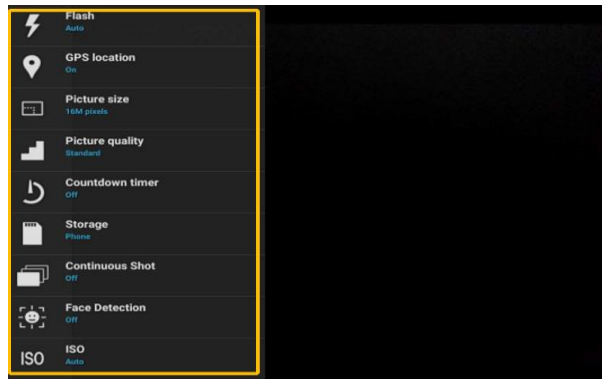 Flash
Auto
GPS location
On
Picture size
16M pixels
Picture quality
Standard
Countdown timer
Off
Storage
Phone
Continuous Shot
Off
Face Detection
Off
ISO
ISO
Auto